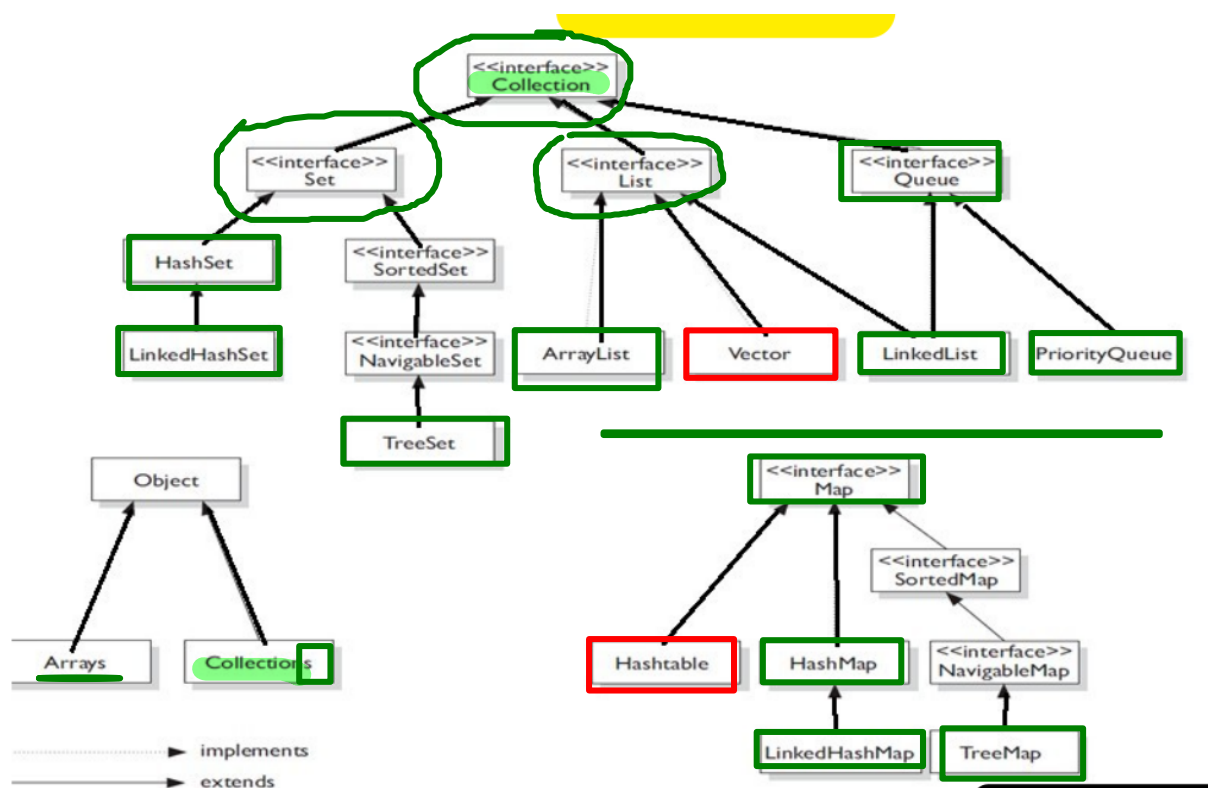 <<interface>>
Collection
<<interface>>
Set
<<interface>>
List
<<interface>>
Queue
HashSet
<<interface>>
SortedSet
LinkedHashSet
<<interface>>
NavigableSet
ArrayList
Vector
LinkedList
PriorityQueue
TreeSet
Object
<<interface>>
Map
<<interface>>
SortedMap
Arrays
Collections
Hashtable
HashMap
<<interface>>
NavigableMap
LinkedHashMap
TreeMap
implements
extends